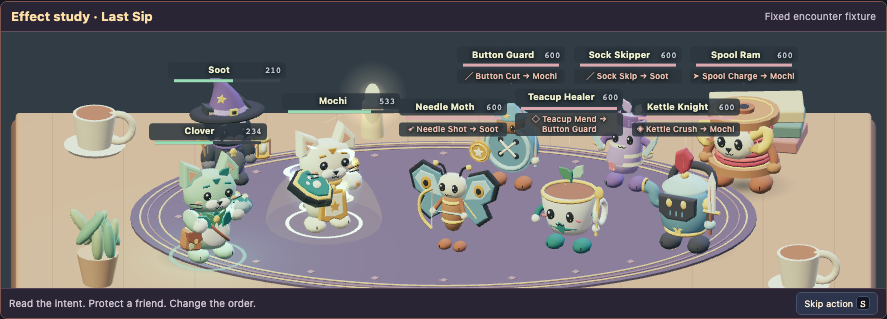 Effect study · Last Sip
Fixed encounter fixture
Button Guard 600
Button Cut → Mochi
Sock Skipper 600
Sock Skip → Soot
Spool Ram 600
Spool Charge → Mochi
Soot 210
Mochi 533
Clover 234
Needle Moth 600
Needle Shot → Soot
Teacup Healer 600
Teacup Mend →
Button Guard
Kettle Knight 600
Kettle Crush → Mochi
Read the intent. Protect a friend. Change the order.
Skip action S